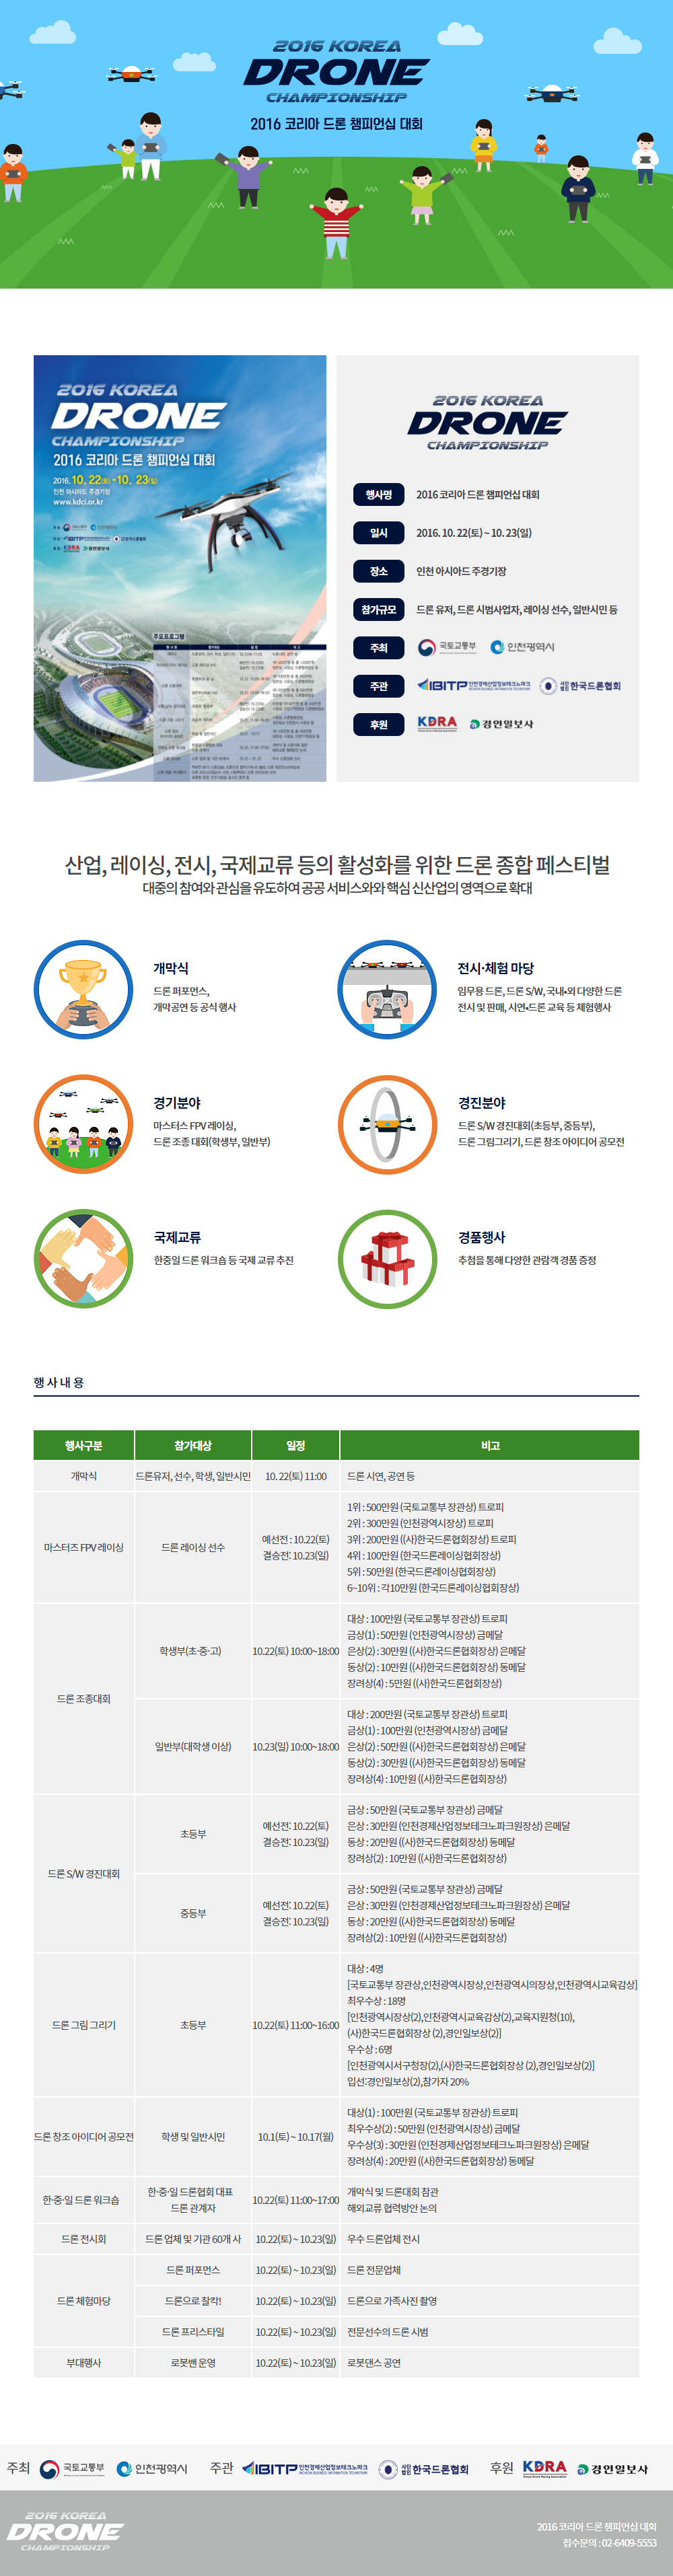 2016 KOREA
DRONE
CHAMPIONSHIP
2016 코리아 드론 챔피언십 대회
2016 KOREA
DRONE
CHAMPIONSHIP
2016 코리아 드론 챔피언십 대회
2016. 10. 22(토) - 10. 23(일)
인천 아시아드 주경기장
www.kdci.or.kr
주요프로그램
2016 KOREA
DRONE
CHAMPIONSHIP
행사명 2016 코리아 드론 챔피언십 대회
일시 2016. 10. 22(토) ~ 10. 23(일)
장소 인천 아시아드 주경기장
참가규모 드론 유저, 드론 시범사업자, 레이싱 선수, 일반시민 등
주최 국토교통부 인천광역시
주관 IBITP 인천경제산업정보테크노파크 사단법인 한국드론협회
후원 KDRA 경인일보사
산업, 레이싱, 전시, 국제교류 등의 활성화를 위한 드론 종합 페스티벌
대중의 참여와 관심을 유도하여 공공 서비스와와 핵심 신산업의 영역으로 확대
개막식
드론 퍼포먼스,
개막공연 등 공식 행사
전시·체험 마당
임무용 드론, 드론 S/W, 국내•외 다양한 드론
전시 및 판매, 시연•드론 교육 등 체험행사
경기분야
마스터스 FPV 레이싱,
드론 조종 대회(학생부, 일반부)
경진분야
드론 S/W 경진대회(초등부, 중등부),
드론 그림그리기, 드론 창조 아이디어 공모전
국제교류
한중일 드론 워크숍 등 국제 교류 추진
경품행사
추첨을 통해 다양한 관람객 경품 증정
행 사 내 용
행사구분 참가대상 일정 비고
개막식 드론유저, 선수, 학생, 일반시민 10. 22(토) 11:00 드론 시연, 공연 등
마스터즈 FPV 레이싱 드론 레이싱 선수
예선전 : 10.22(토)
결승전: 10.23(일)
1위 : 500만원 (국토교통부 장관상) 트로피
2위 : 300만원 (인천광역시장상) 트로피
3위 : 200만원 ((사)한국드론협회장상) 트로피
4위 : 100만원 (한국드론레이싱협회장상)
5위 : 50만원 (한국드론레이싱협회장상)
6~10위 : 각10만원 (한국드론레이싱협회장상)
드론 조종대회
학생부(초·중·고) 10.22(토) 10:00~18:00
대상 : 100만원 (국토교통부 장관상) 트로피
금상(1) : 50만원 (인천광역시장상) 금메달
은상(2) : 30만원 ((사)한국드론협회장상) 은메달
동상(2) : 10만원 ((사)한국드론협회장상) 동메달
장려상(4) : 5만원 ((사)한국드론협회장상)
일반부(대학생 이상) 10.23(일) 10:00~18:00
대상 : 200만원 (국토교통부 장관상) 트로피
금상(1) : 100만원 (인천광역시장상) 금메달
은상(2) : 50만원 ((사)한국드론협회장상) 은메달
동상(2) : 30만원 ((사)한국드론협회장상) 동메달
장려상(4) : 10만원 ((사)한국드론협회장상)
드론 S/W 경진대회
초등부
예선전: 10.22(토)
결승전: 10.23(일)
금상 : 50만원 (국토교통부 장관상) 금메달
은상 : 30만원 (인천경제산업정보테크노파크원장상) 은메달
동상 : 20만원 ((사)한국드론협회장상) 동메달
장려상(2) : 10만원 ((사)한국드론협회장상)
중등부
예선전: 10.22(토)
결승전: 10.23(일)
금상 : 50만원 (국토교통부 장관상) 금메달
은상 : 30만원 (인천경제산업정보테크노파크원장상) 은메달
동상 : 20만원 ((사)한국드론협회장상) 동메달
장려상(2) : 10만원 ((사)한국드론협회장상)
드론 그림 그리기 초등부 10.22(토) 11:00~16:00
대상 : 4명
[국토교통부 장관상,인천광역시장상,인천광역시의장상,인천광역시교육감상]
최우수상 : 18명
[인천광역시장상(2),인천광역시교육감상(2),교육지원청(10),
(사)한국드론협회장상 (2),경인일보상(2)]
우수상 : 6명
[인천광역시서구청장(2),(사)한국드론협회장상 (2),경인일보상(2)]
입선:경인일보상(2),참가자 20%
드론 창조 아이디어 공모전 학생 및 일반시민 10.1(토) ~ 10.17(월)
대상(1) : 100만원 (국토교통부 장관상) 트로피
최우수상(2) : 50만원 (인천광역시장상) 금메달
우수상(3) : 30만원 (인천경제산업정보테크노파크원장상) 은메달
장려상(4) : 20만원 ((사)한국드론협회장상) 동메달
한·중·일 드론 워크숍
한·중·일 드론협회 대표
드론 관계자
10.22(토) 11:00~17:00
개막식 및 드론대회 참관
해외교류 협력방안 논의
드론 전시회 드론 업체 및 기관 60개 사 10.22(토) ~ 10.23(일) 우수 드론업체 전시
드론 체험마당
드론 퍼포먼스 10.22(토) ~ 10.23(일) 드론 전문업체
드론으로 찰칵! 10.22(토) ~ 10.23(일) 드론으로 가족사진 촬영
드론 프리스타일 10.22(토) ~ 10.23(일) 전문선수의 드론 시범
부대행사 로봇밴 운영 10.22(토) ~ 10.23(일) 로봇댄스 공연
주최 국토교통부 인천광역시 주관 IBITP 인천경제산업정보테크노파크 사단법인 한국드론협회 후원 KDRA 경인일보사
2016 KOREA
DRONE
CHAMPIONSHIP
2016 코리아 드론 챔피언십 대회
접수문의 : 02-6409-5553